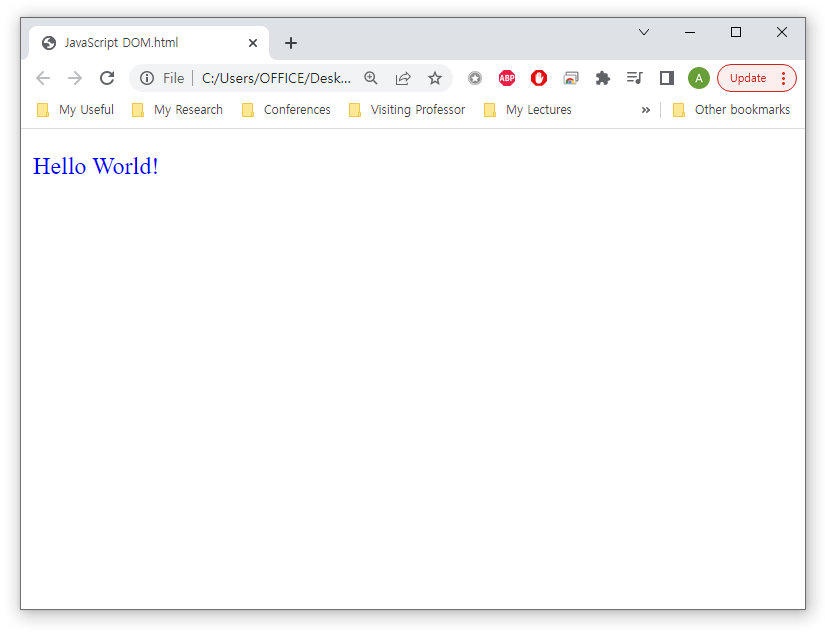 JavaScript DOM.html
File C:/Users/OFFICE/Desk...
ABP
A
Update
My Useful My Research Conferences Visiting Professor My Lectures » Other bookmarks
Hello World!